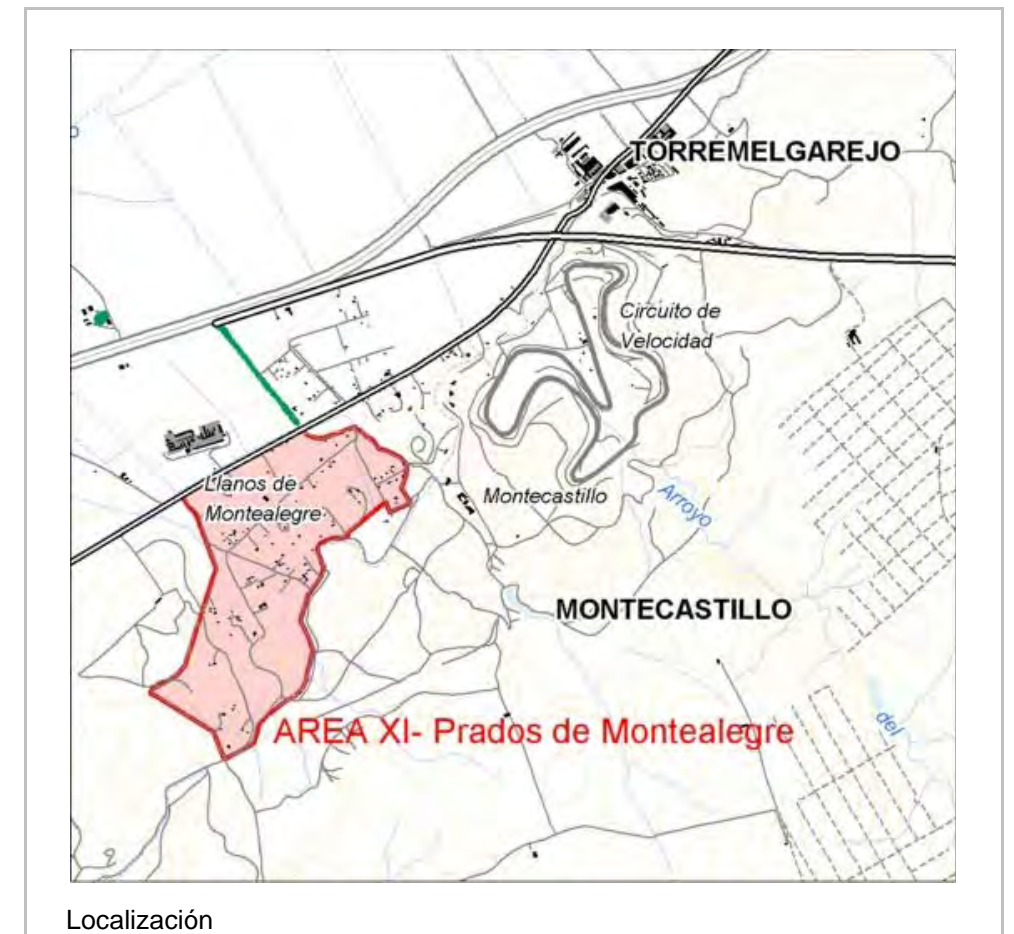 TORREMELGAREJO
Circuito de
Velocidad
Llanos de
Montealegre
Montecastillo
Arroyo
MONTECASTILLO
del
AREA XI- Prados de Montealegre
Localización